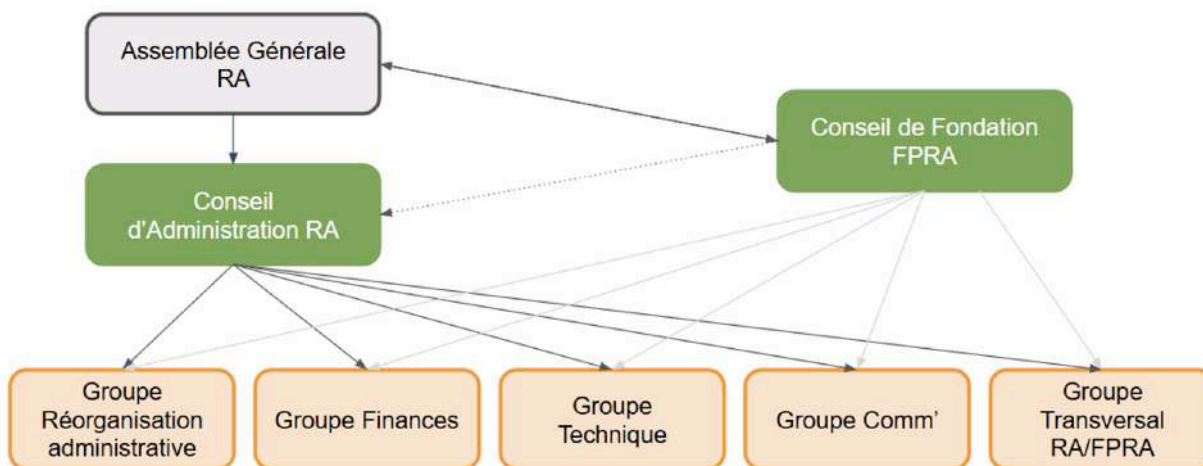 Assemblée Générale
RA
Conseil de Fondation
FPRA
Conseil
d'Administration RA
Groupe
Réorganisation
administrative
Groupe Finances
Groupe
Technique
Groupe Comm’
Groupe
Transversal
RA/FPRA